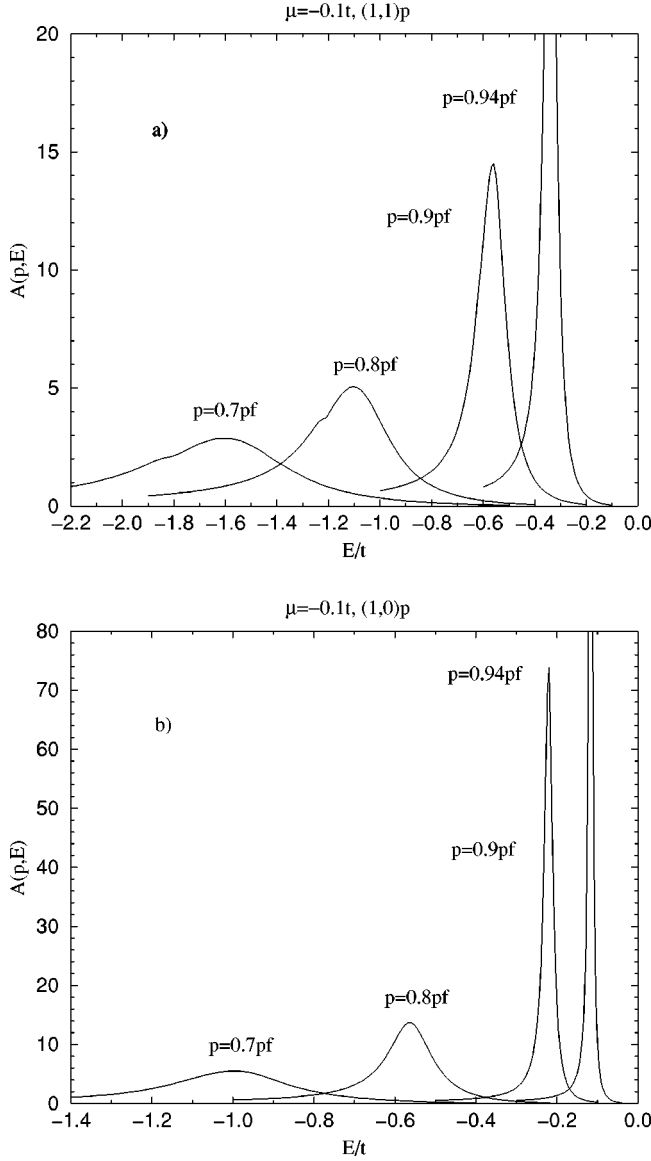 μ=−0.1t, (1,1)p
20
15
10
5
0
A(p,E)
a)
p=0.94pf
p=0.9pf
p=0.8pf
p=0.7pf
−2.2 −2.0 −1.8 −1.6 −1.4 −1.2 −1.0 −0.8 −0.6 −0.4 −0.2 0.0
E/t
μ=−0.1t, (1,0)p
80
70
60
50
40
30
20
10
0
A(p,E)
b)
p=0.94pf
p=0.9pf
p=0.8pf
p=0.7pf
−1.4 −1.2 −1.0 −0.8 −0.6 −0.4 −0.2 0.0
E/t